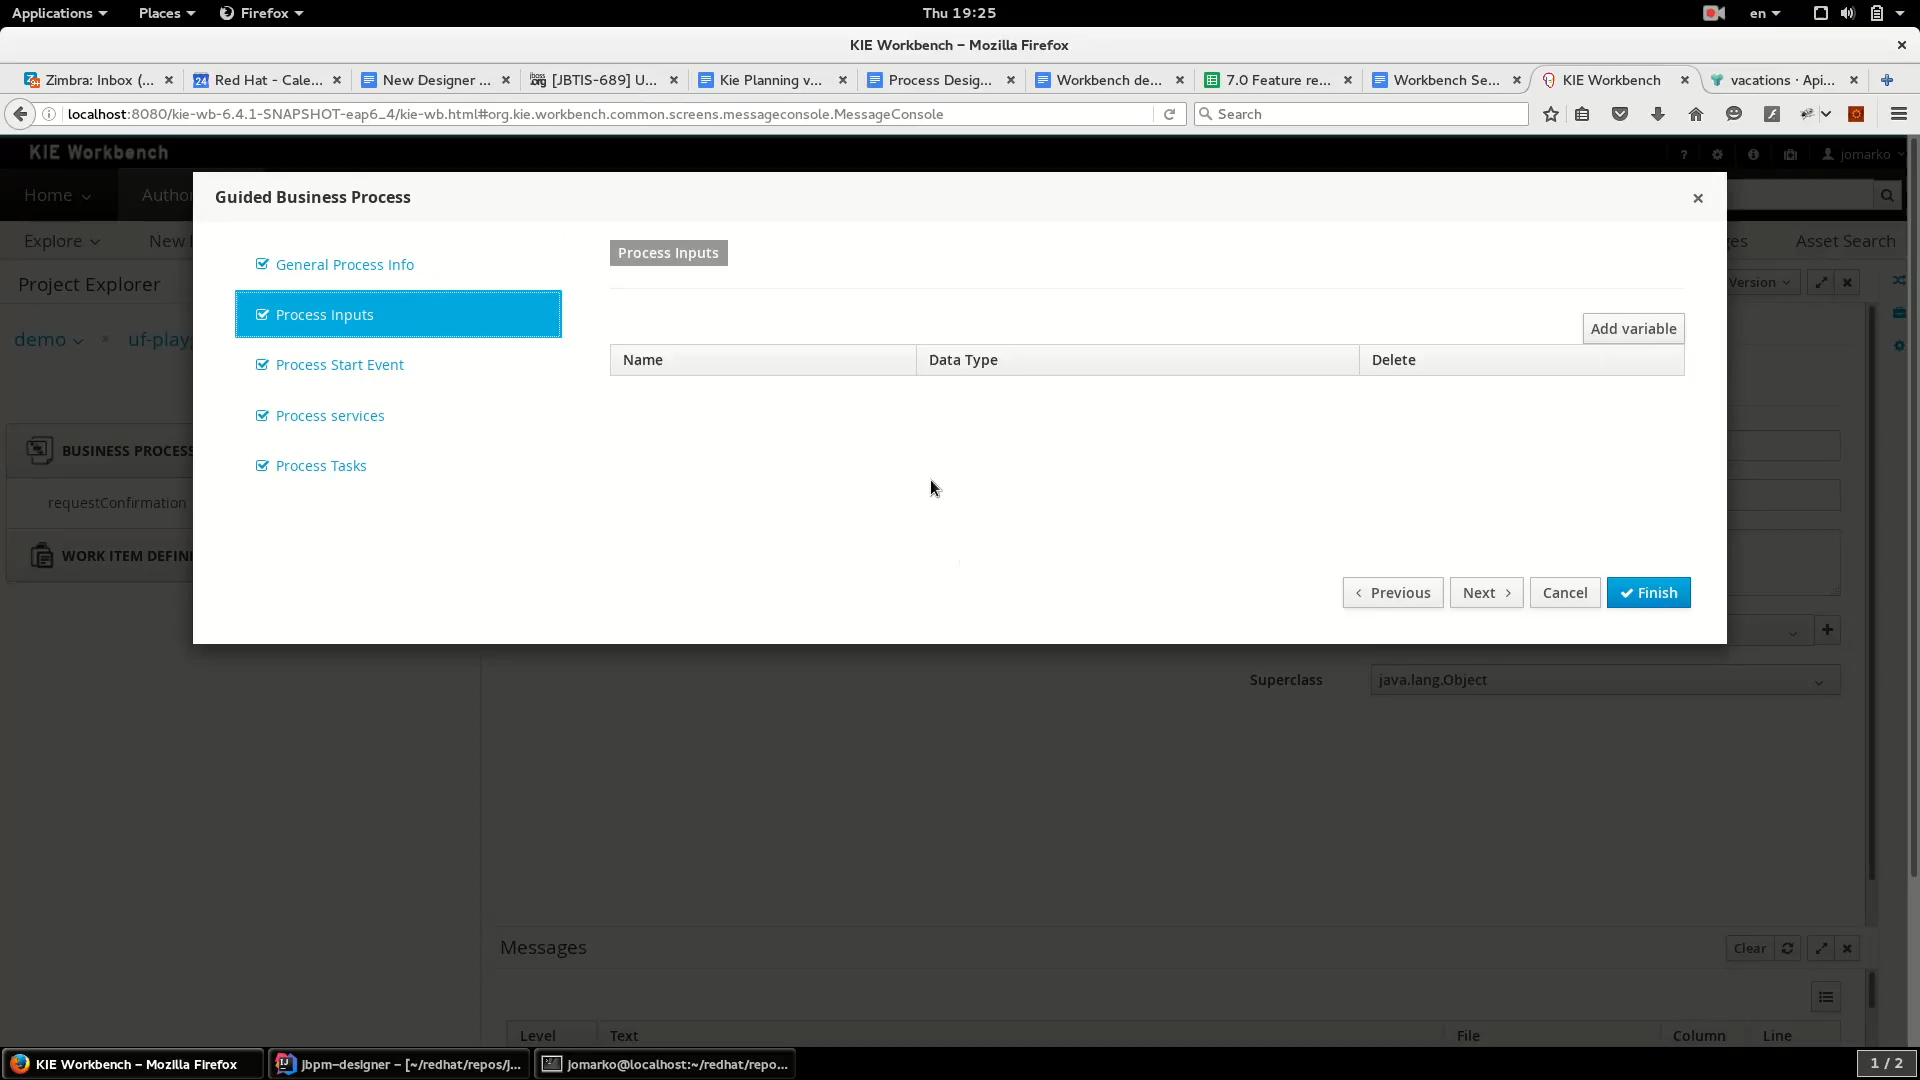 Applications Places Firefox Thu 19:25 en
KIE Workbench – Mozilla Firefox
Zimbra: Inbox (... Red Hat - Cale... New Designer ... [JBTIS-689] U... Kie Planning v... Process Desig... Workbench de... 7.0 Feature re... Workbench Se... KIE Workbench vacations · Api...
localhost:8080/kie-wb-6.4.1-SNAPSHOT-eap6_4/kie-wb.html#org.kie.workbench.common.screens.messageconsole.MessageConsole Search
KIE Workbench ? jomarko
Guided Business Process
Home Autho
General Process Info Process Inputs
Explore New Asset Search
Project Explorer Version
Process Inputs
demo uf-play
Add variable
Name Data Type Delete
Process Start Event
Process services
BUSINESS PROCES
Process Tasks
requestConfirmation
WORK ITEM DEFIN
Previous Next Cancel Finish
Superclass java.lang.Object
Messages Clear
Level Text File Column Line
KIE Workbench – Mozilla Firefox jbpm-designer – [~/redhat/repos/j... jomarko@localhost:~/redhat/repo... 1 / 2